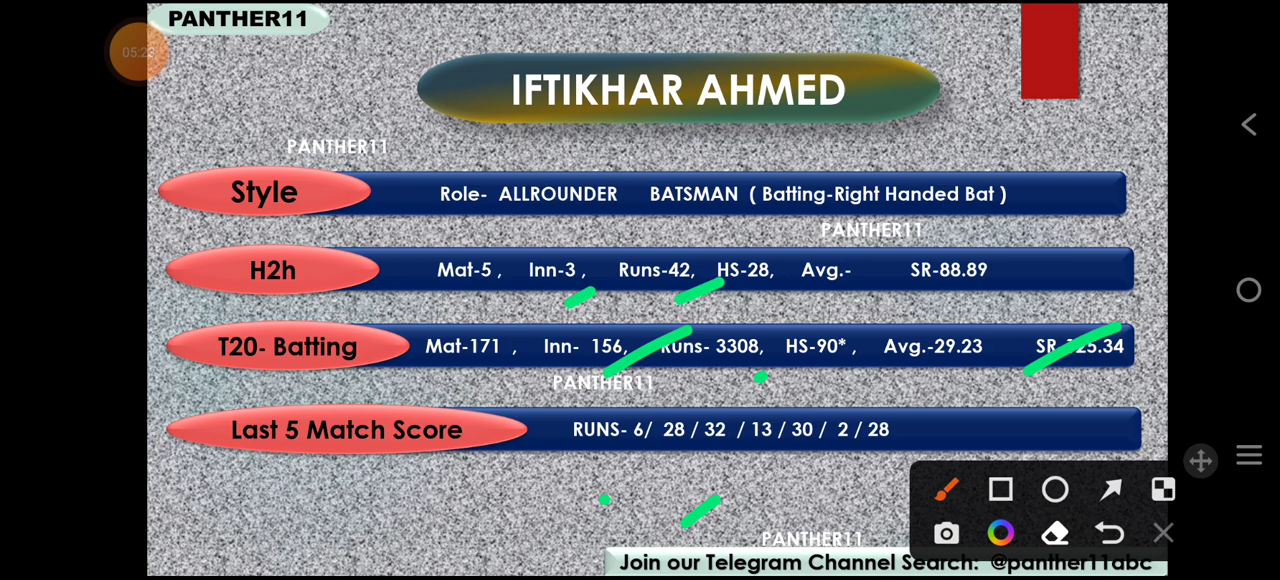 PANTHER11
05:23
IFTIKHAR AHMED
PANTHER11
Style
Role- ALLROUNDER BATSMAN ( Batting-Right Handed Bat )
PANTHER11
H2h
Mat-5 , Inn-3 , Runs-42, HS-28, Avg.- SR-88.89
T20- Batting
Mat-171 , Inn- 156, Runs- 3308, HS-90* , Avg.-29.23 SR-125.34
PANTHER11
Last 5 Match Score
RUNS- 6/ 28 / 32 / 13 / 30 / 2 / 28
PANTHER11
Join our Telegram Channel Search: @panther11abc